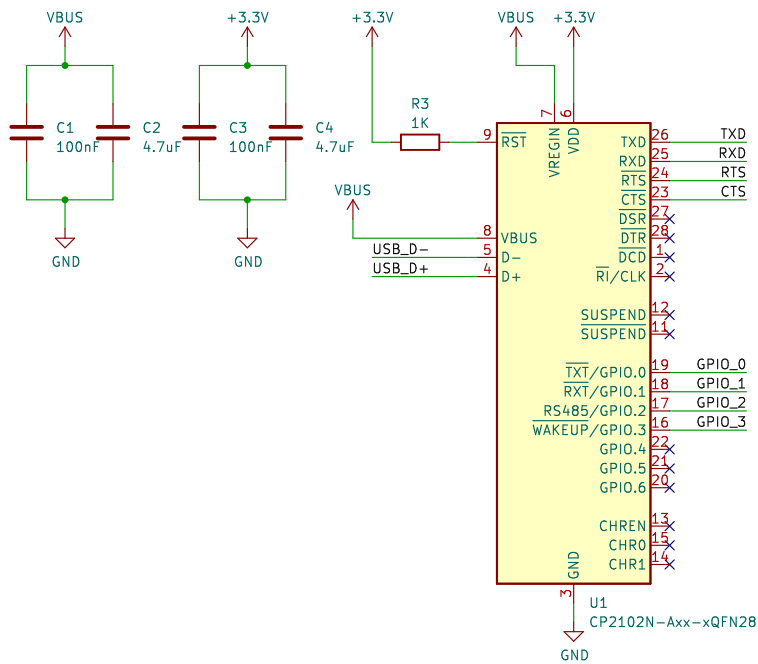 VBUS
+3.3V
+3.3V
VBUS
+3.3V
C1
100nF
C2
4.7uF
C3
100nF
C4
4.7uF
GND
GND
R3
1K
VBUS
USB_D-
USB_D+
7
6
VREGIN
VDD
9
RST
8
VBUS
5
D-
4
D+
TXD
26
TXD
RXD
25
RXD
RTS
24
RTS
CTS
23
CTS
DSR
27
DTR
28
DCD
1
RI/CLK
2
SUSPEND
12
SUSPEND
11
TXT/GPIO.0
19
GPIO_0
RXT/GPIO.1
18
GPIO_1
RS485/GPIO.2
17
GPIO_2
WAKEUP/GPIO.3
16
GPIO_3
GPIO.4
22
GPIO.5
21
GPIO.6
20
CHREN
13
CHR0
15
CHR1
14
GND
3
U1
CP2102N-Axx-xQFN28
GND